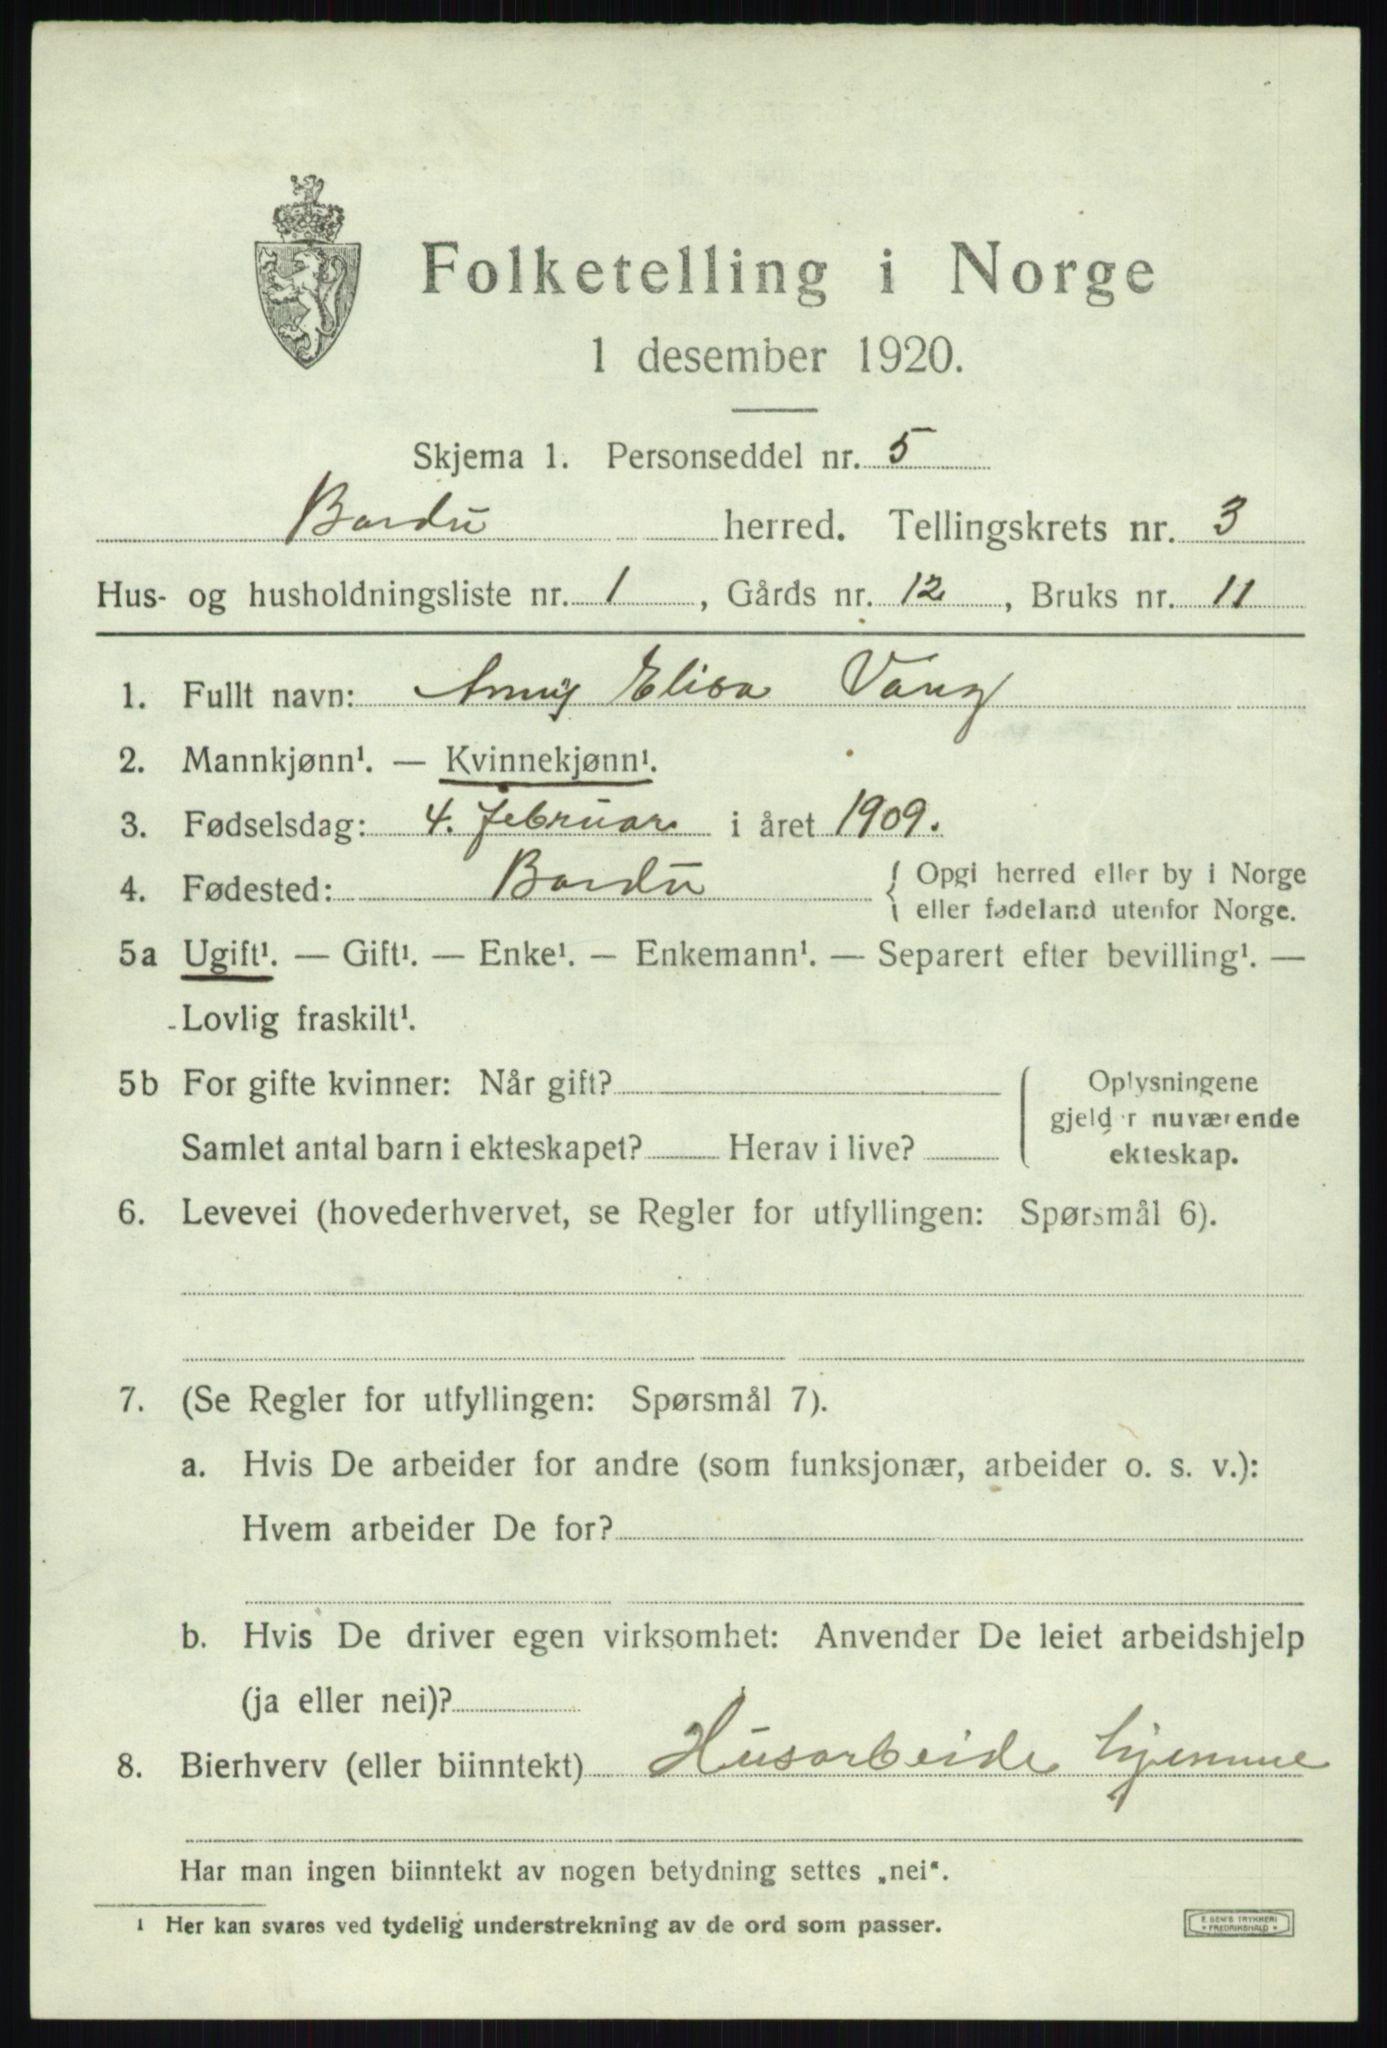 Folketelling i Norge
1 desember 1920.
Skjema 1. Personseddel nr. 5
Bardu herred. Tellingskrets nr. 3
Hus- og husholdningsliste nr. 1, Gårds nr. 12, Bruks nr. 11
1. Fullt navn: Anny Elisa Vang
2. Mannkjønn¹. — Kvinnekjønn¹.
3. Fødselsdag: 4. februar i året 1909.
4. Fødested: Bardu { Opgi herred eller by i Norge
eller fødeland utenfor Norge.
5a Ugift¹. — Gift¹. — Enke¹. — Enkemann¹. — Separert efter bevilling¹. —
Lovlig fraskilt¹.
5b For gifte kvinner: Når gift?
Samlet antal barn i ekteskapet? Herav i live?
Oplysningene
gjelder nuværende
ekteskap.
6. Levevei (hovederhvervet, se Regler for utfyllingen: Spørsmål 6).
7. (Se Regler for utfyllingen: Spørsmål 7).
a. Hvis De arbeider for andre (som funksjonær, arbeider o. s. v.):
Hvem arbeider De for?
b. Hvis De driver egen virksomhet: Anvender De leiet arbeidshjelp
(ja eller nei)?
8. Bierhverv (eller biinntekt) Husarbeide hjemme
Har man ingen biinntekt av nogen betydning settes „nei“.
¹ Her kan svares ved tydelig understrekning av de ord som passer.
E. SEM'S TRYKKERI
* FREDRIKSHALD *